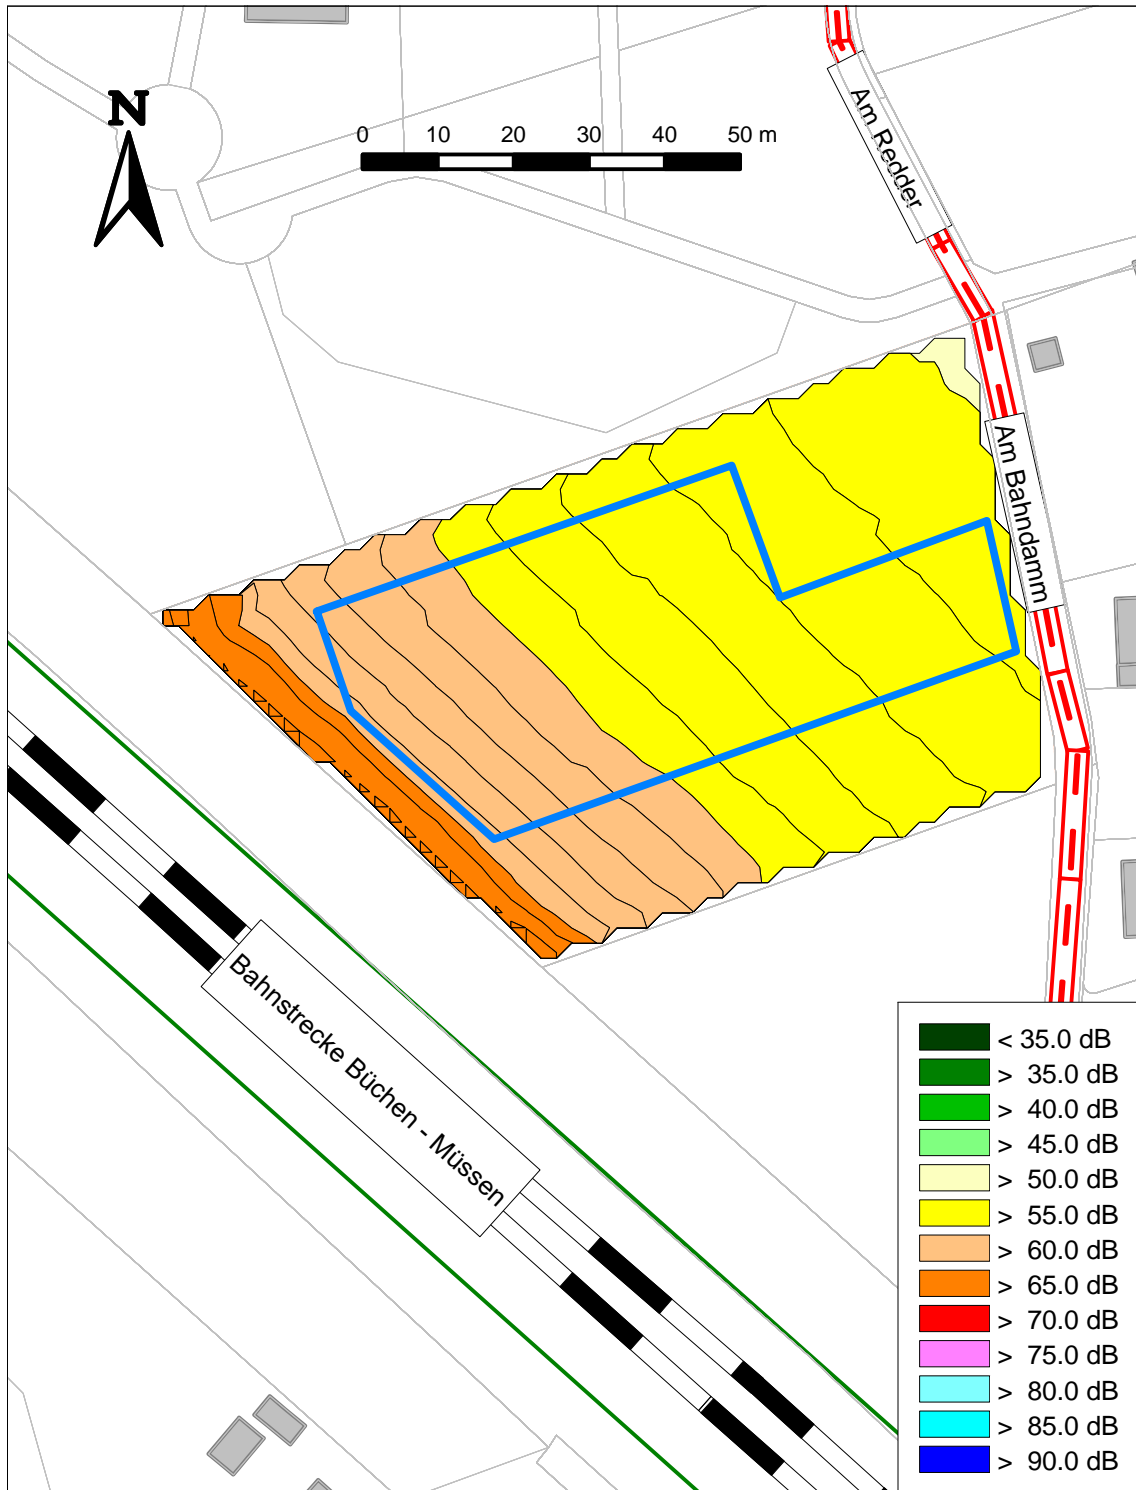 N
0 10 20 30 40 50 m
Am Redder
Am Bahndamm
Bahnstrecke Büchen - Müssen
< 35.0 dB
> 35.0 dB
> 40.0 dB
> 45.0 dB
> 50.0 dB
> 55.0 dB
> 60.0 dB
> 65.0 dB
> 70.0 dB
> 75.0 dB
> 80.0 dB
> 85.0 dB
> 90.0 dB